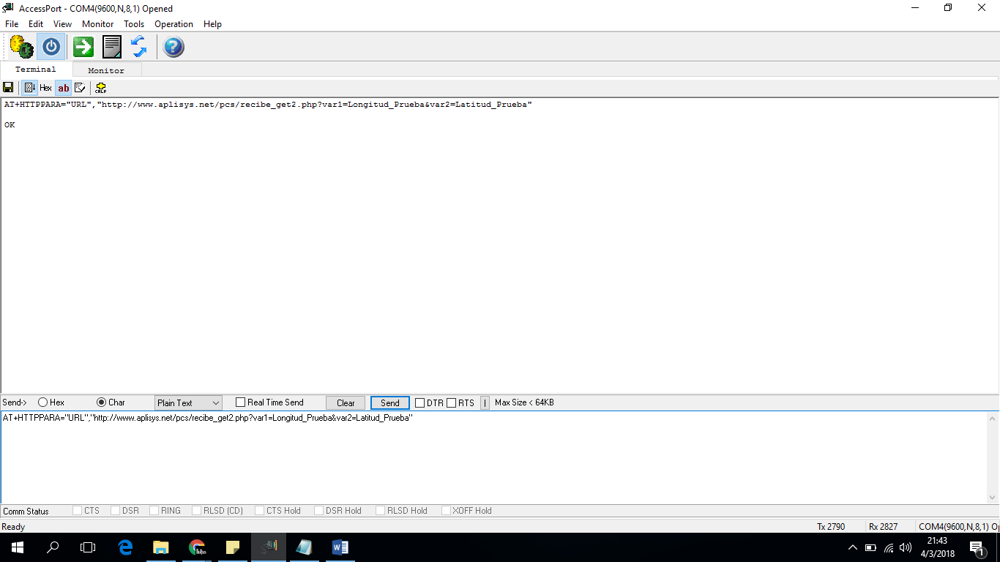 AccessPort - COM4(9600,N,8,1) Opened
File Edit View Monitor Tools Operation Help
Terminal Monitor
Hex ab CRLF
AT+HTTPPARA="URL","http://www.aplisys.net/pcs/recibe_get2.php?var1=Longitud_Prueba&var2=Latitud_Prueba"
OK
Send-> Hex Char Plain Text Real Time Send Clear Send DTR RTS | Max Size < 64KB
AT+HTTPPARA="URL","http://www.aplisys.net/pcs/recibe_get2.php?var1=Longitud_Prueba&var2=Latitud_Prueba"
Comm Status CTS DSR RING RLSD (CD) CTS Hold DSR Hold RLSD Hold XOFF Hold
Ready Tx 2790 Rx 2827 COM4(9600,N,8,1) O
21:43
4/3/2018
1